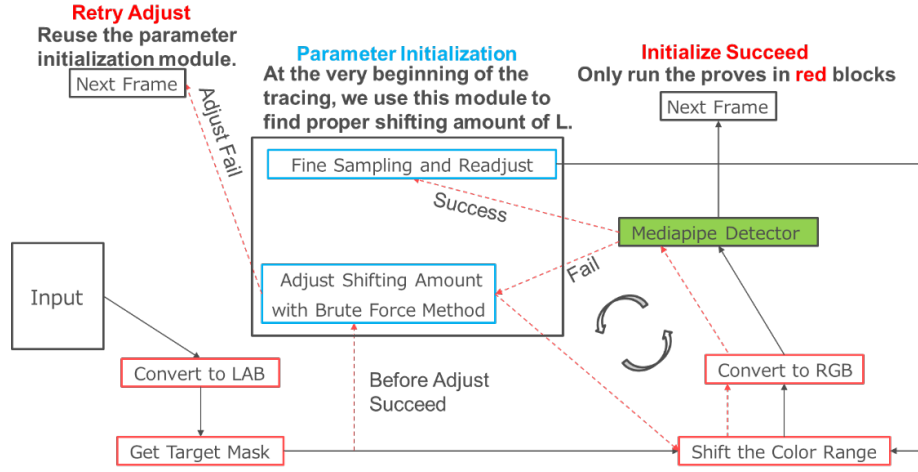 Retry Adjust
Reuse the parameter
initialization module.
Next Frame
Adjust Fail
Parameter Initialization
At the very beginning of the
tracing, we use this module to
find proper shifting amount of L.
Initialize Succeed
Only run the proves in red blocks
Next Frame
Fine Sampling and Readjust
Success
Mediapipe Detector
Fail
Adjust Shifting Amount
with Brute Force Method
Input
Convert to LAB
Before Adjust
Succeed
Convert to RGB
Get Target Mask
Shift the Color Range